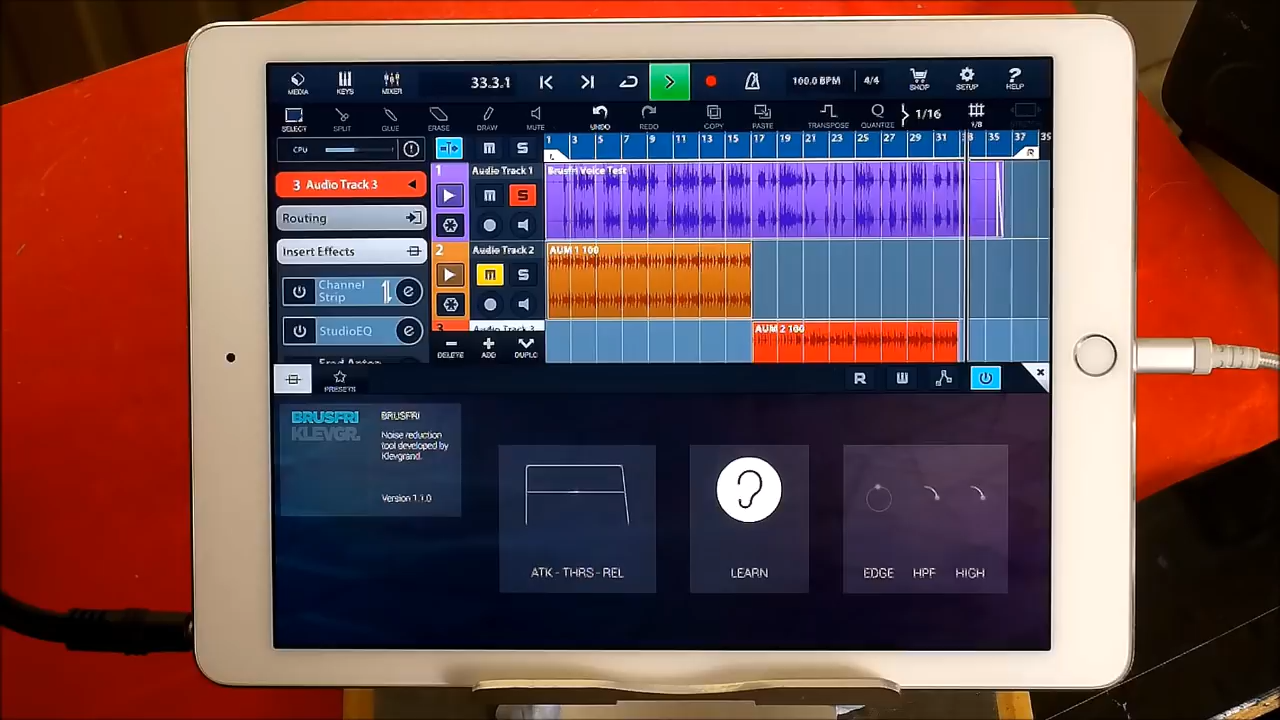 MEDIA
KEYS
MIXER
33.3.1
100.0 BPM
4/4
SHOP
SETUP
HELP
SELECT
SPLIT
GLUE
ERASE
DRAW
MUTE
UNDO
REDO
COPY
PASTE
TRANSPOSE
QUANTIZE
1/16
CPU
M S
1 3 5 7 9 11 13 15 17 19 21 23 25 27 29 31 35 37 39
L
R
3 Audio Track 3
Routing
Insert Effects
Channel Strip
e
StudioEQ
e
1
Audio Track 1
M S
Brusfri Voice Test
2
Audio Track 2
M S
AUM 1 100
3
Audio Track 3
AUM 2 100
DELETE
ADD
DUPLC
PRESETS
R W
BRUSFRI
KLEVGR.
BRUSFRI
Noise reduction
tool developed by
Klevgrand.
Version 1.1.0
ATK - THRS - REL
LEARN
EDGE HPF HIGH